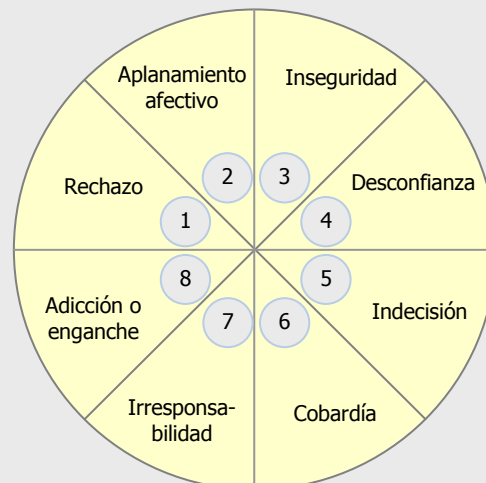 Aplanamiento
afectivo
Inseguridad
Rechazo
2
3
Desconfianza
1
4
8
5
Adicción o
enganche
7
6
Indecisión
Irresponsa-
bilidad
Cobardía